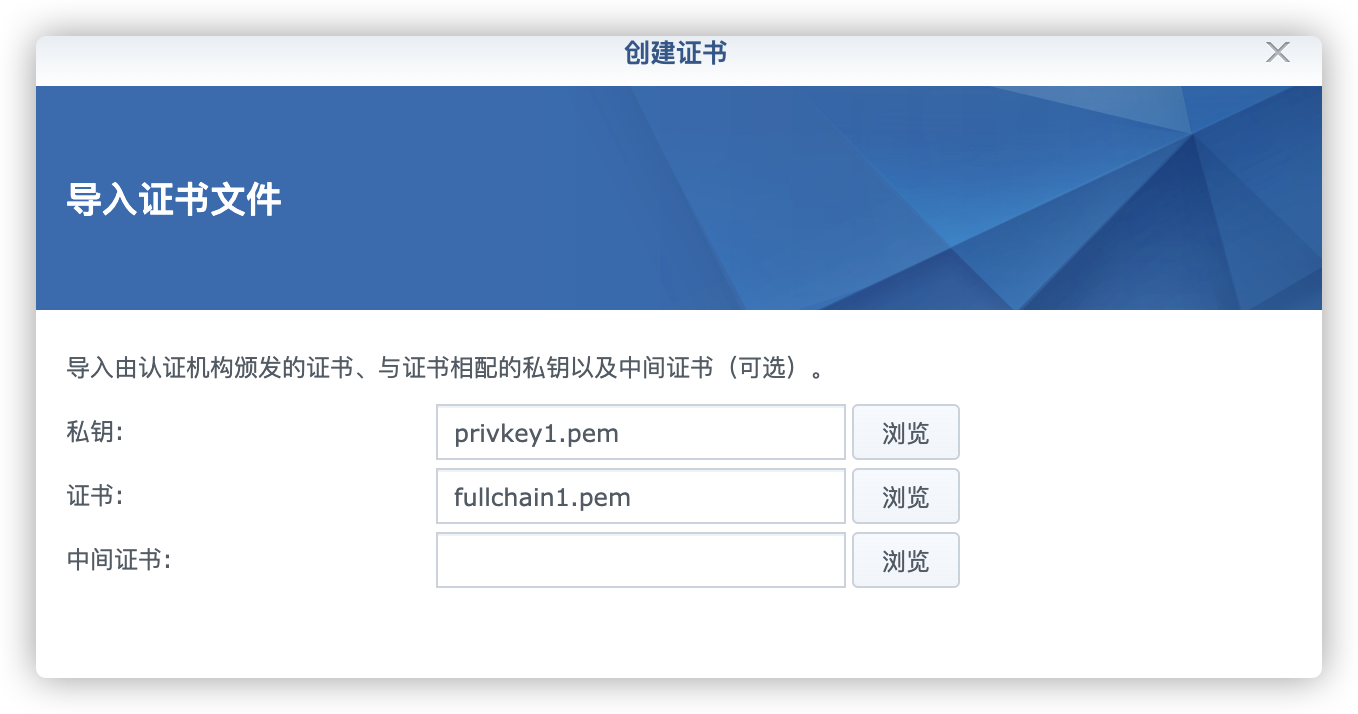 创建证书
导入证书文件
导入由认证机构颁发的证书、与证书相配的私钥以及中间证书（可选）。
私钥: privkey1.pem 浏览
证书: fullchain1.pem 浏览
中间证书: 浏览